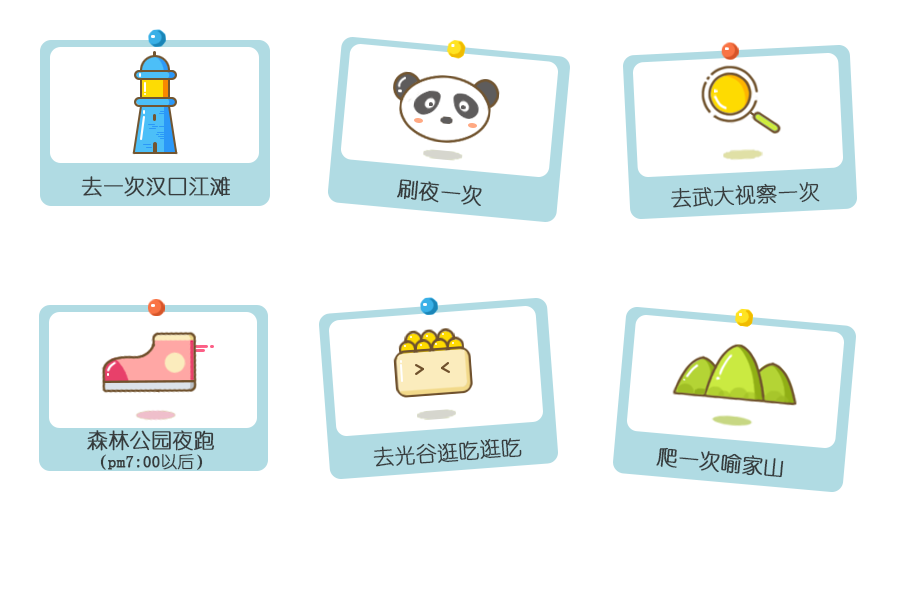 去一次汉口江滩
刷夜一次
去武大视察一次
森林公园夜跑
(pm7:00以后)
去光谷逛吃逛吃
爬一次喻家山